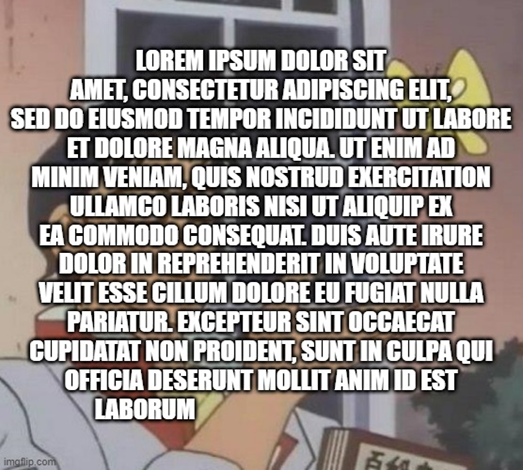 LOREM IPSUM DOLOR SIT
AMET, CONSECTETUR ADIPISCING ELIT,
SED DO EIUSMOD TEMPOR INCIDIDUNT UT LABORE
ET DOLORE MAGNA ALIQUA. UT ENIM AD
MINIM VENIAM, QUIS NOSTRUD EXERCITATION
ULLAMCO LABORIS NISI UT ALIQUIP EX
EA COMMODO CONSEQUAT. DUIS AUTE IRURE
DOLOR IN REPREHENDERIT IN VOLUPTATE
VELIT ESSE CILLUM DOLORE EU FUGIAT NULLA
PARIATUR. EXCEPTEUR SINT OCCAECAT
CUPIDATAT NON PROIDENT, SUNT IN CULPA QUI
OFFICIA DESERUNT MOLLIT ANIM ID EST
LABORUM
imgflip.com